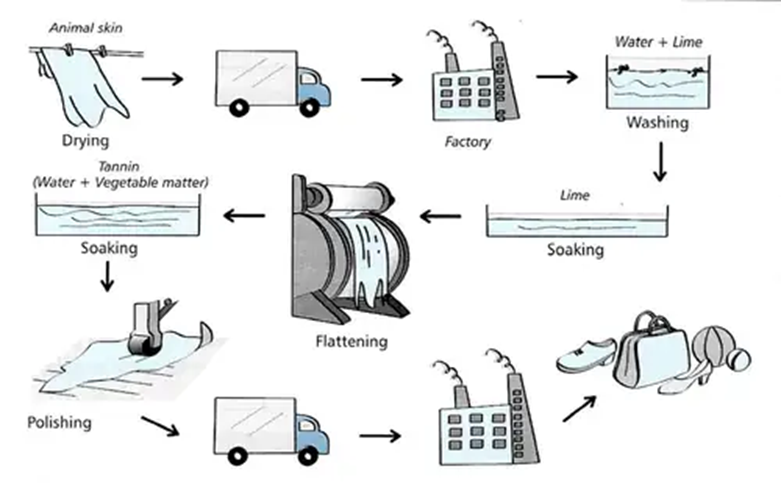 Animal skin
Drying
Factory
Water + Lime
Washing
Lime
Soaking
Flattening
Tannin
(Water + Vegetable matter)
Soaking
Polishing